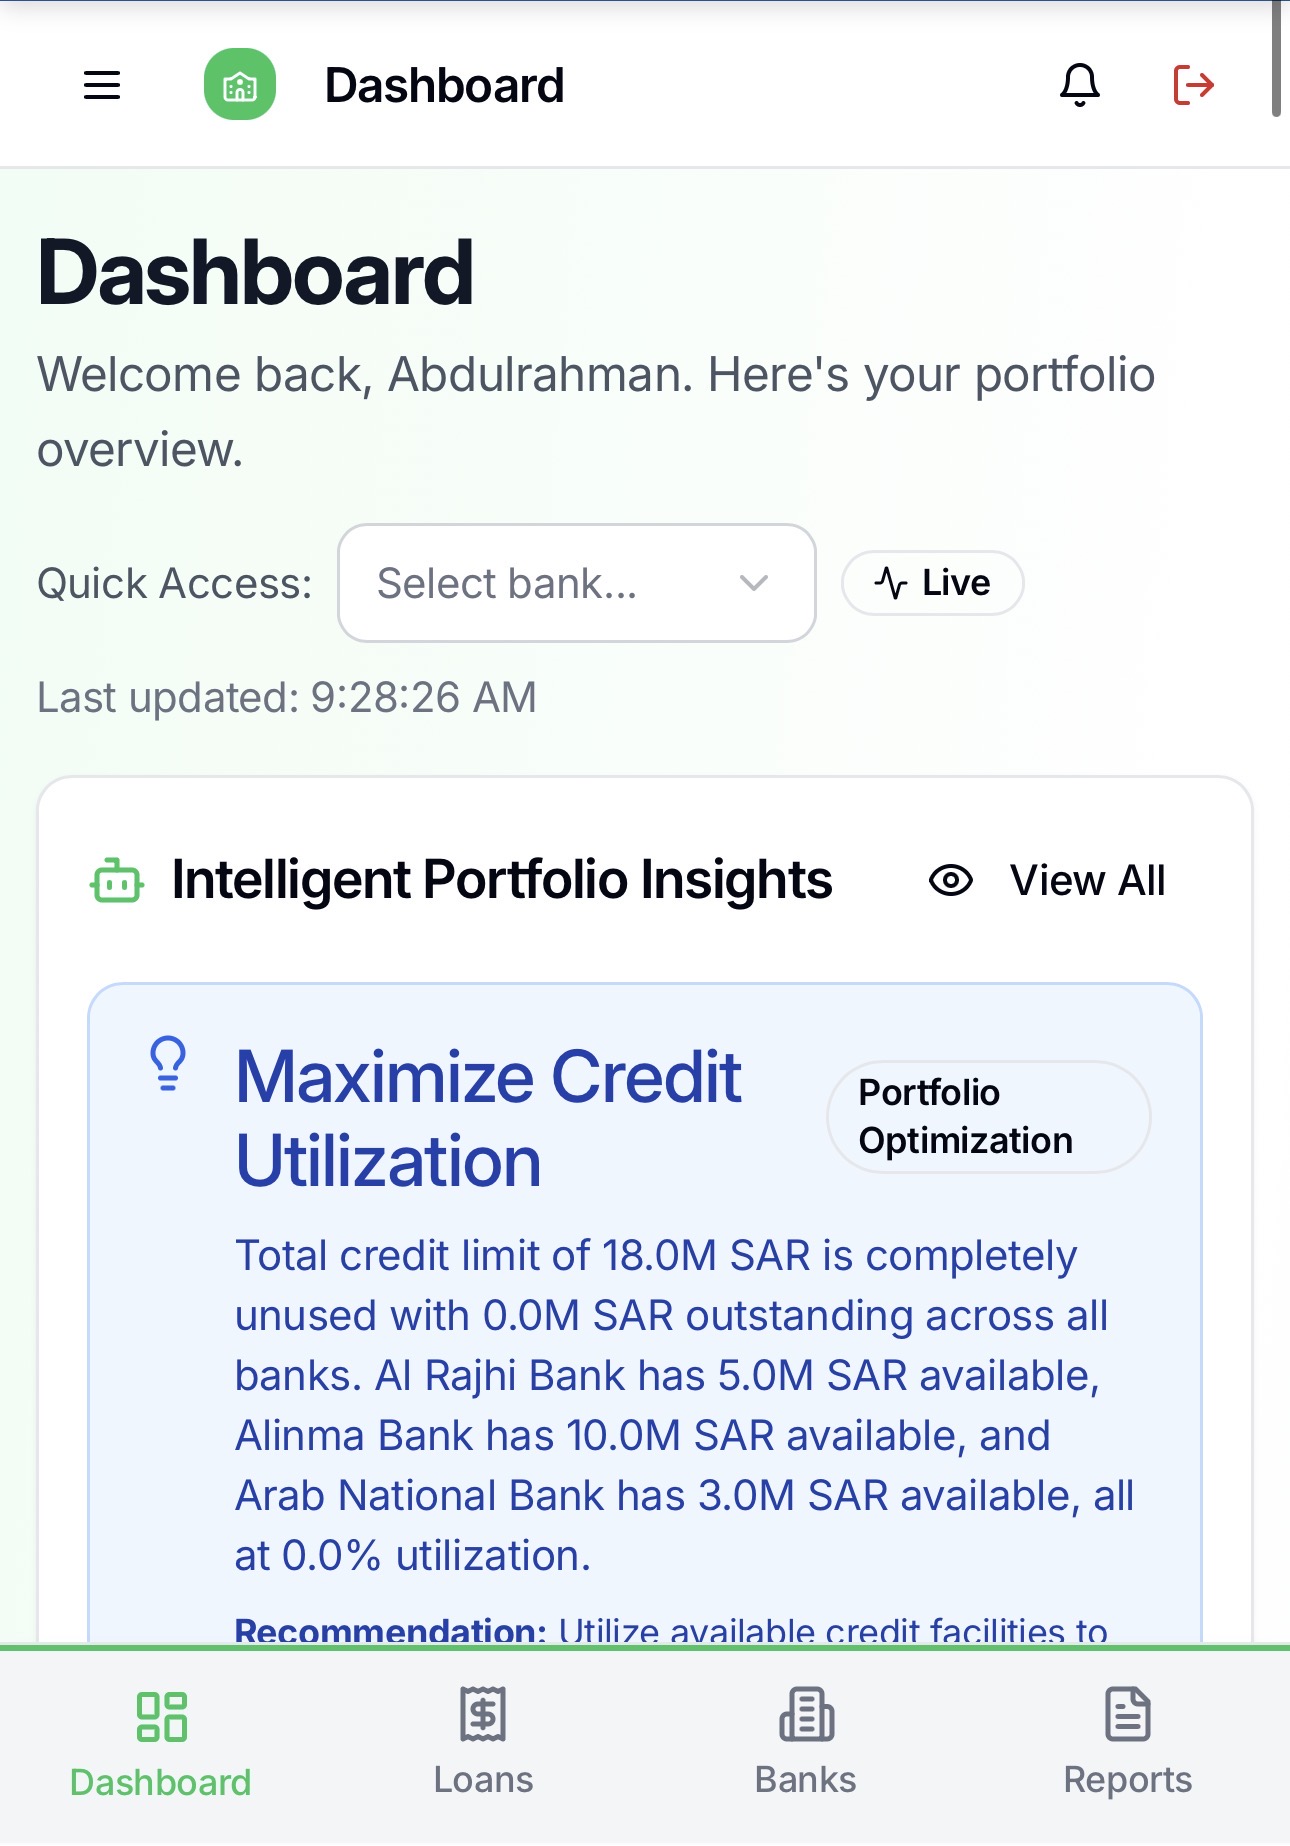 Dashboard
Dashboard
Welcome back, Abdulrahman. Here's your portfolio
overview.
Quick Access: Select bank... Live
Last updated: 9:28:26 AM
Intelligent Portfolio Insights View All
Maximize Credit
Utilization
Portfolio
Optimization
Total credit limit of 18.0M SAR is completely
unused with 0.0M SAR outstanding across all
banks. Al Rajhi Bank has 5.0M SAR available,
Alinma Bank has 10.0M SAR available, and
Arab National Bank has 3.0M SAR available, all
at 0.0% utilization.
Recommendation: Utilize available credit facilities to
Dashboard Loans Banks Reports